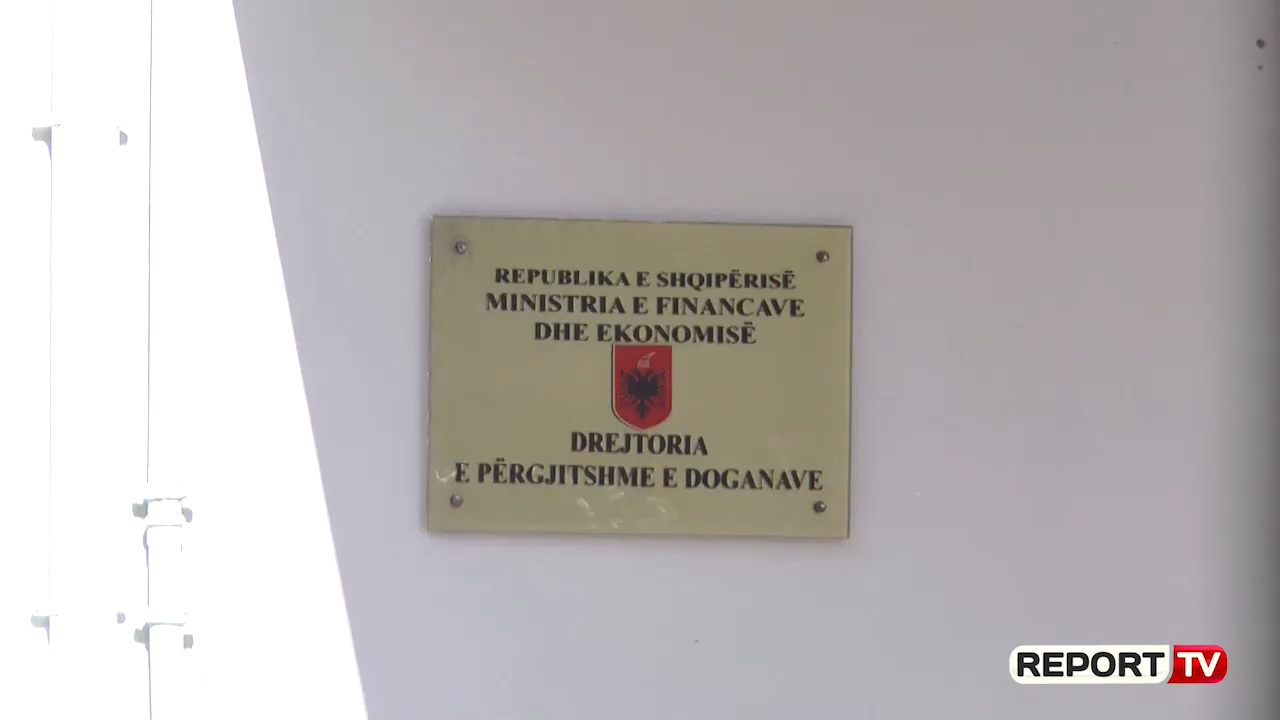 REPUBLIKA E SHQIPËRISË
MINISTRIA E FINANCAVE
DHE EKONOMISË
DREJTORIA
E PËRGJITSHME E DOGANAVE
REPORT TV